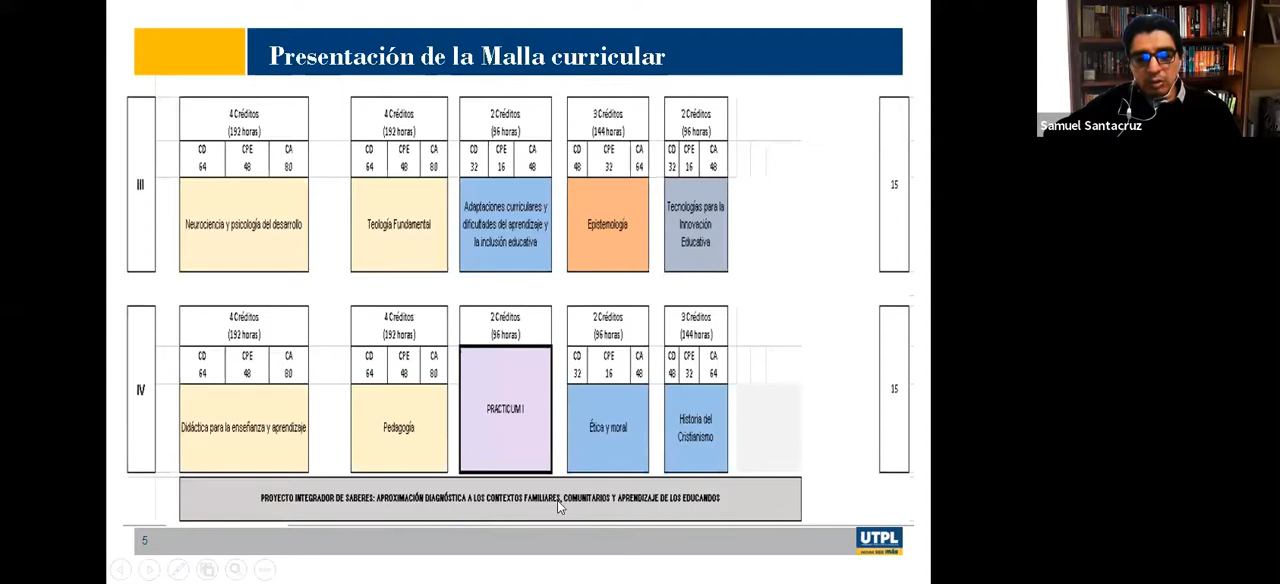 Presentación de la Malla curricular
Samuel Santacruz
III
4 Créditos
(192 horas)
CD CPE CA
64 48 80
Neurociencia y psicología del desarrollo
4 Créditos
(192 horas)
CD CPE CA
64 48 80
Teología Fundamental
2 Créditos
(96 horas)
CD CPE CA
32 16 48
Adaptaciones curriculares y
dificultades del aprendizaje y
la inclusión educativa
3 Créditos
(144 horas)
CD CPE CA
48 32 64
Epistemología
2 Créditos
(96 horas)
CD CPE CA
32 16 48
Tecnologías para la
Innovación
Educativa
15
IV
4 Créditos
(192 horas)
CD CPE CA
64 48 80
Didáctica para la enseñanza y aprendizaje
4 Créditos
(192 horas)
CD CPE CA
64 48 80
Pedagogía
2 Créditos
(96 horas)
PRACTICUM I
2 Créditos
(96 horas)
CD CPE CA
32 16 48
Ética y moral
3 Créditos
(144 horas)
CD CPE CA
48 32 64
Historia del
Cristianismo
15
PROYECTO INTEGRADOR DE SABERES: APROXIMACIÓN DIAGNÓSTICA A LOS CONTEXTOS FAMILIARES, COMUNITARIOS Y APRENDIZAJE DE LOS EDUCANDOS
5
UTPL